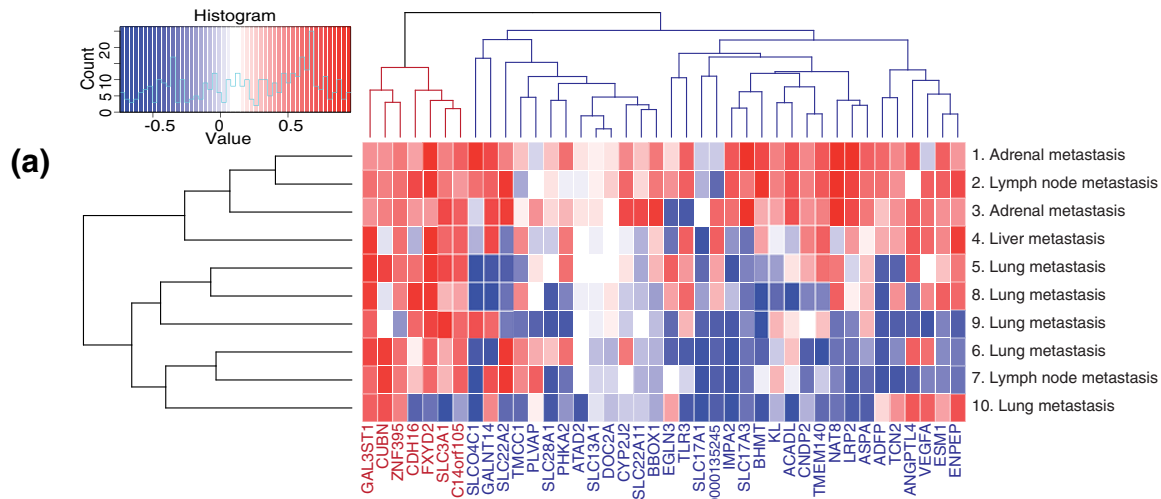 Histogram
Count
0 5 10 20
-0.5 0 0.5
Value
(a)
1. Adrenal metastasis
2. Lymph node metastasis
3. Adrenal metastasis
4. Liver metastasis
5. Lung metastasis
8. Lung metastasis
9. Lung metastasis
6. Lung metastasis
7. Lymph node metastasis
10. Lung metastasis
GAL3ST1
CUBN
ZNF395
CDH16
FXYD2
SLC3A1
C14orf105
SLCO4C1
GALNT14
SLC22A2
TMCC1
PLVAP
SLC28A1
PHKA2
ATAD2
SLC13A1
DOC2A
CYP2J2
SLC22A11
BBOX1
EGLN3
TLR3
SLC17A1
0000135245
IMPA2
SLC17A3
BHMT
KL
ACADL
CNDP2
TMEM140
NAT8
LRP2
ASPA
ADFP
TCN2
ANGPTL4
VEGFA
ESM1
ENPEP